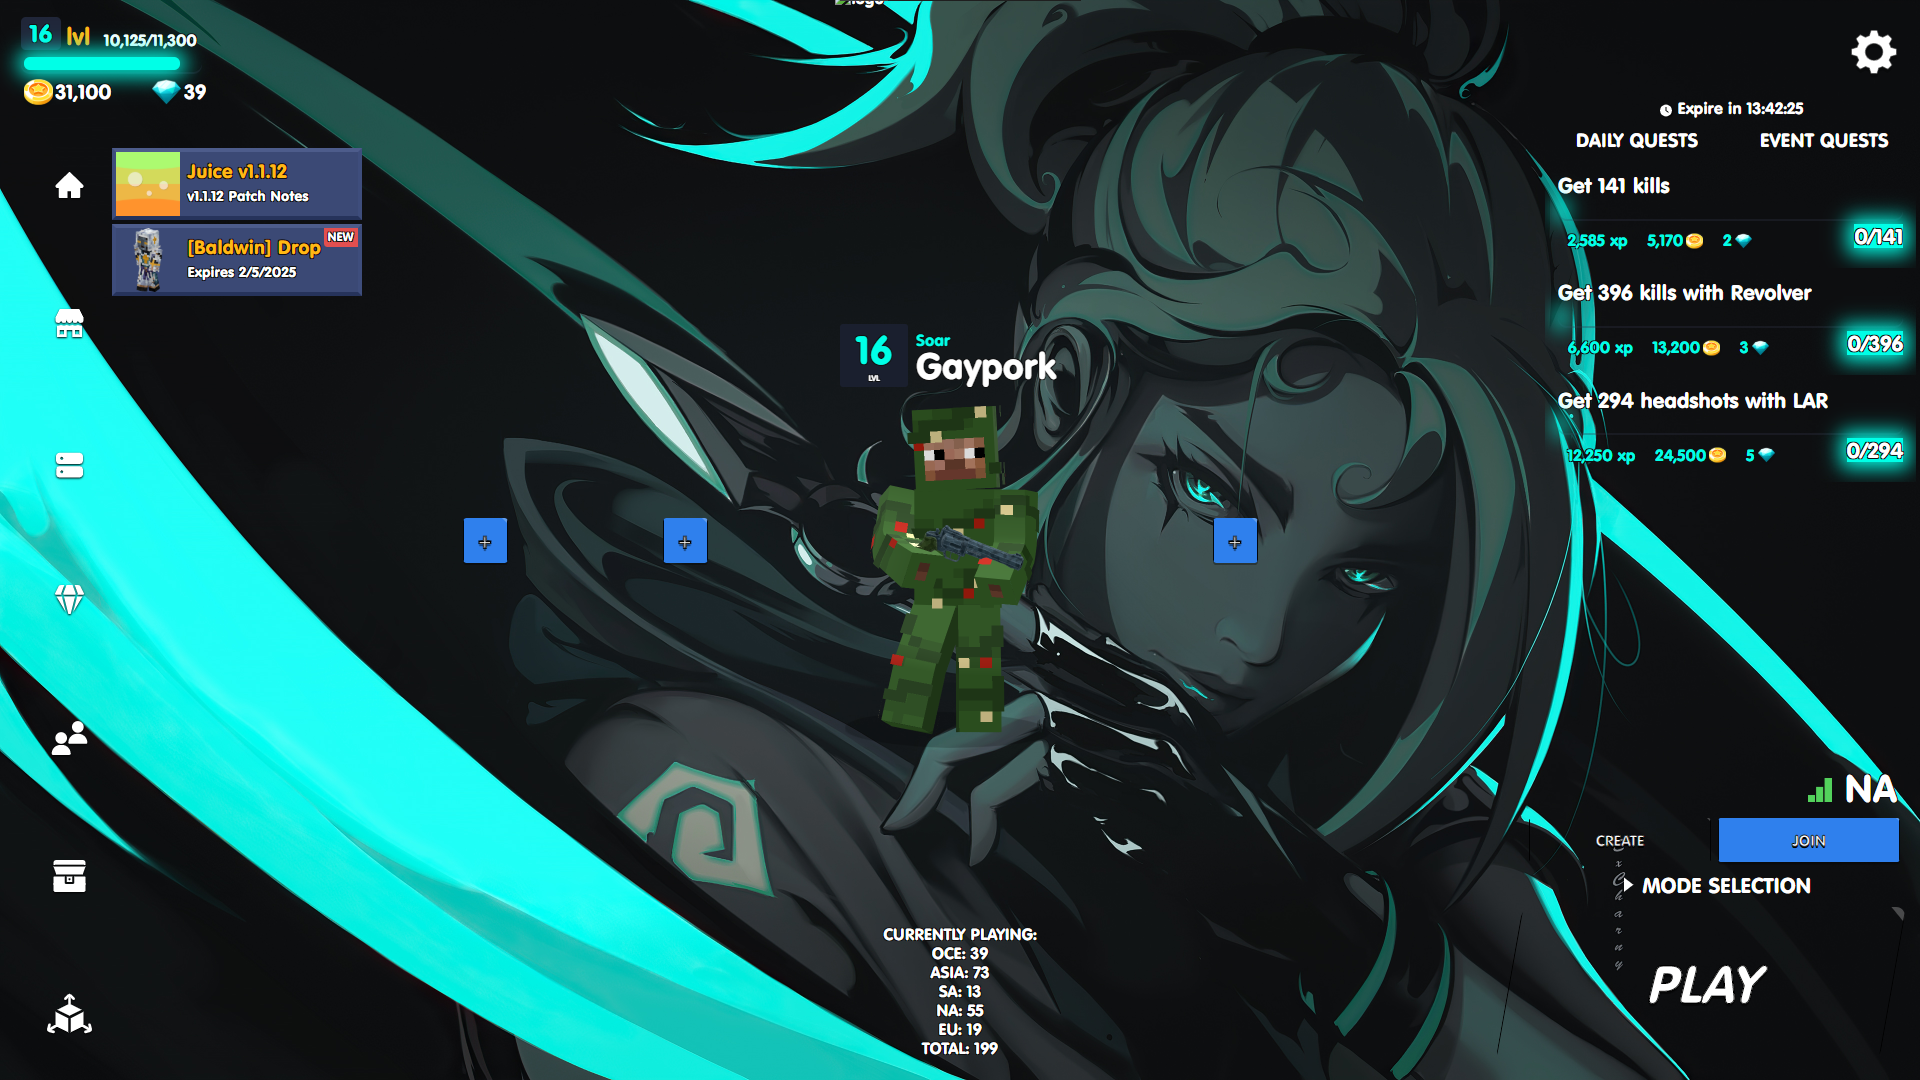 16 lvl 10,125/11,300
31,100 39
Juice v1.1.12
v1.1.12 Patch Notes
[Baldwin] Drop NEW
Expires 2/5/2025
16 LVL
Soar
Gaypork
Expire in 13:42:25
DAILY QUESTS EVENT QUESTS
Get 141 kills
2,585 xp 5,170 2 0/141
Get 396 kills with Revolver
6,600 xp 13,200 3 0/396
Get 294 headshots with LAR
12,250 xp 24,500 5 0/294
NA
CREATE JOIN
MODE SELECTION
PLAY
CURRENTLY PLAYING:
OCE: 39
ASIA: 73
SA: 13
NA: 55
EU: 19
TOTAL: 199